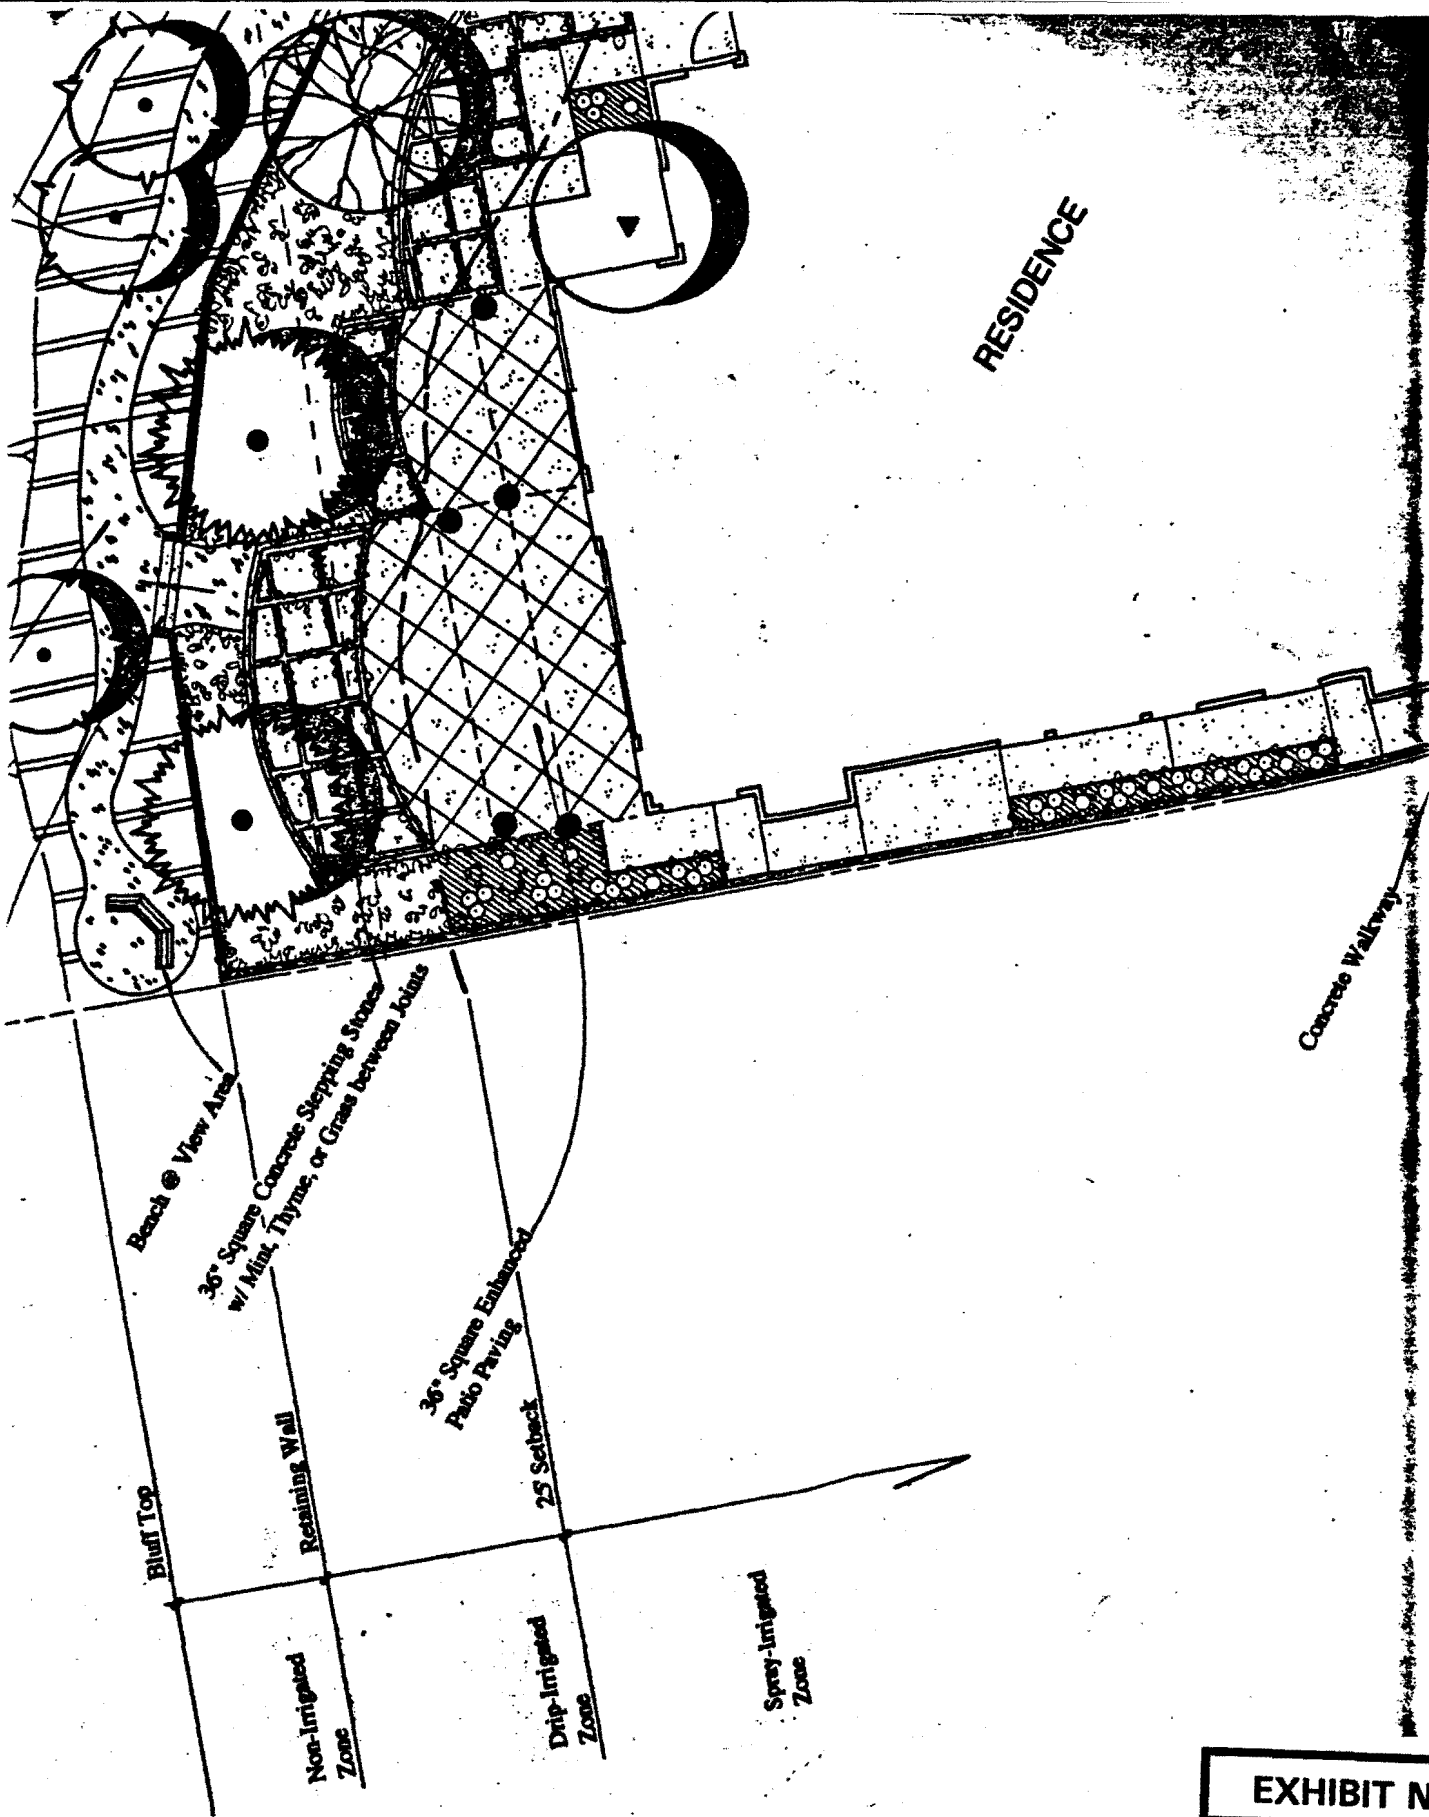 RESIDENCE
Concrete Walkway
Bench @ View Area
36" Square Concrete Stepping Stones
w/ Mint, Thyme, or Grass between Joints
36" Square Enhanced
Patio Paving
Bluff Top
Retaining Wall
25' Setback
Non-Irrigated
Zone
Drip-Irrigated
Zone
Spray-Irrigated
Zone
EXHIBIT N